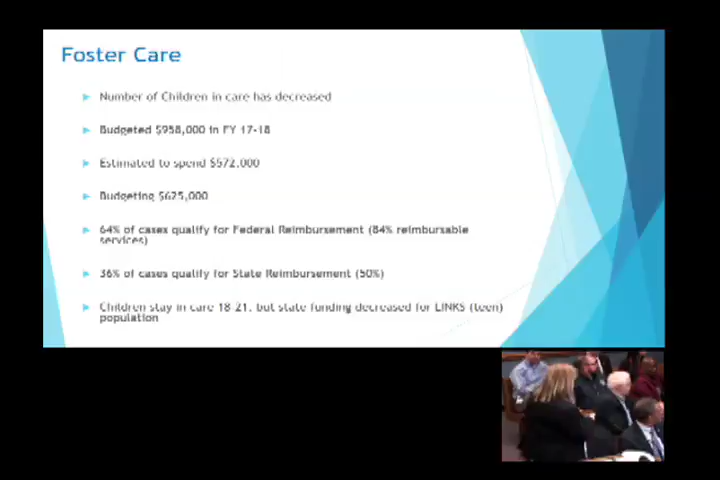 Foster Care
Number of Children in care has decreased
Budgeted $958,000 in FY 17-18
Estimated to spend $572,000
Budgeting $625,000
64% of cases qualify for Federal Reimbursement (84% reimbursable
services)
36% of cases qualify for State Reimbursement (50%)
Children stay in care 18-21, but state funding decreased for LINKS (teen)
population